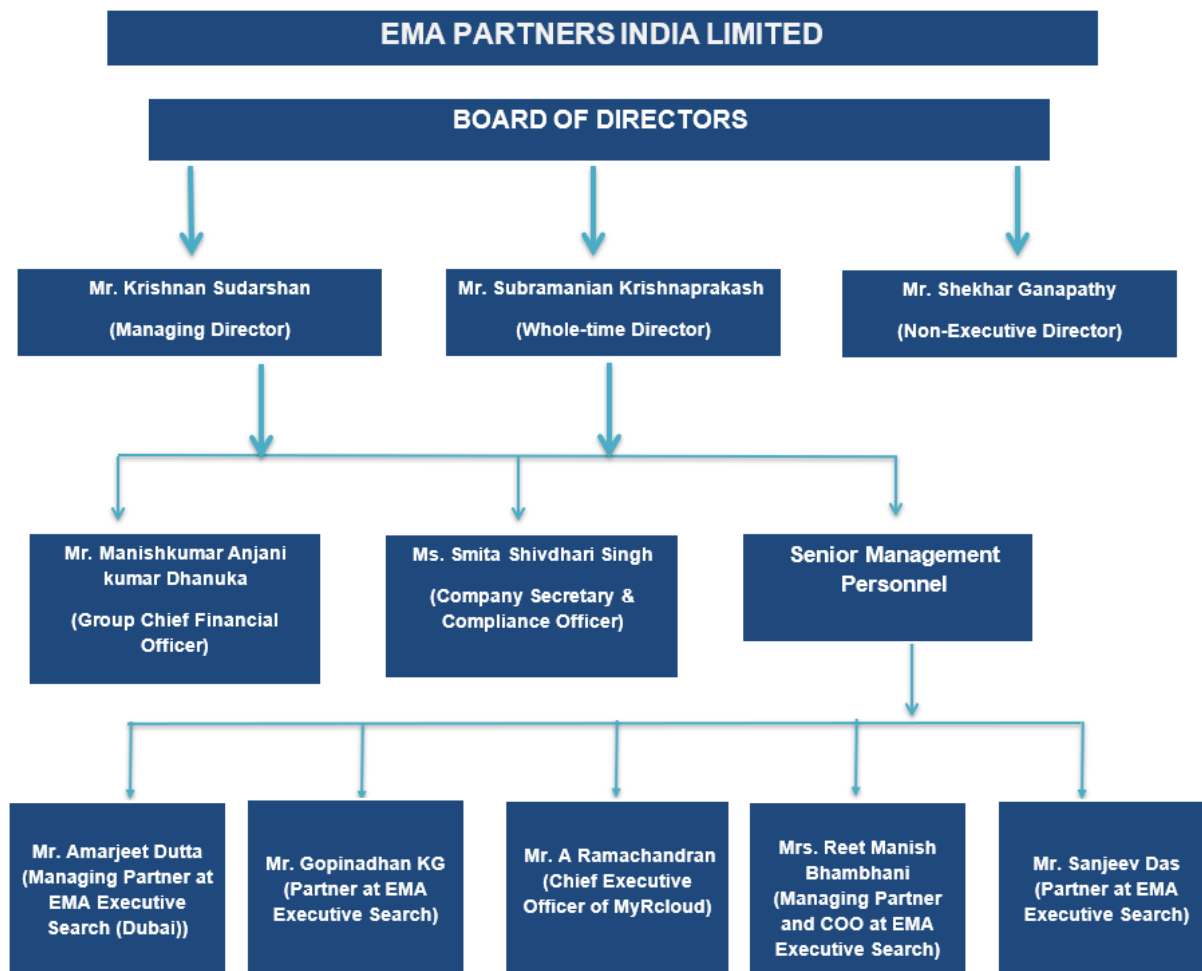 EMA PARTNERS INDIA LIMITED
BOARD OF DIRECTORS
Mr. Krishnan Sudarshan
(Managing Director)
Mr. Subramanian Krishnaprakash
(Whole-time Director)
Mr. Shekhar Ganapathy
(Non-Executive Director)
Mr. Manishkumar Anjani
kumar Dhanuka
(Group Chief Financial
Officer)
Ms. Smita Shivdhari Singh
(Company Secretary &
Compliance Officer)
Senior Management
Personnel
Mr. Amarjeet Dutta
(Managing Partner at
EMA Executive
Search (Dubai))
Mr. Gopinadhan KG
(Partner at EMA
Executive Search)
Mr. A Ramachandran
(Chief Executive
Officer of MyRcloud)
Mrs. Reet Manish
Bhambhani
(Managing Partner
and COO at EMA
Executive Search)
Mr. Sanjeev Das
(Partner at EMA
Executive Search)